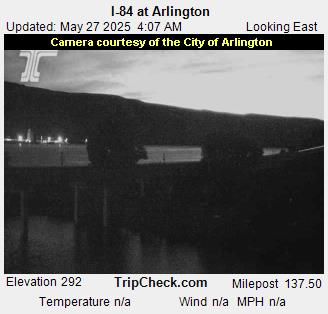 I-84 at Arlington
Updated: May 27 2025 4:07 AM Looking East
Camera courtesy of the City of Arlington
Elevation 292 TripCheck.com Milepost 137.50
Temperature n/a Wind n/a MPH n/a